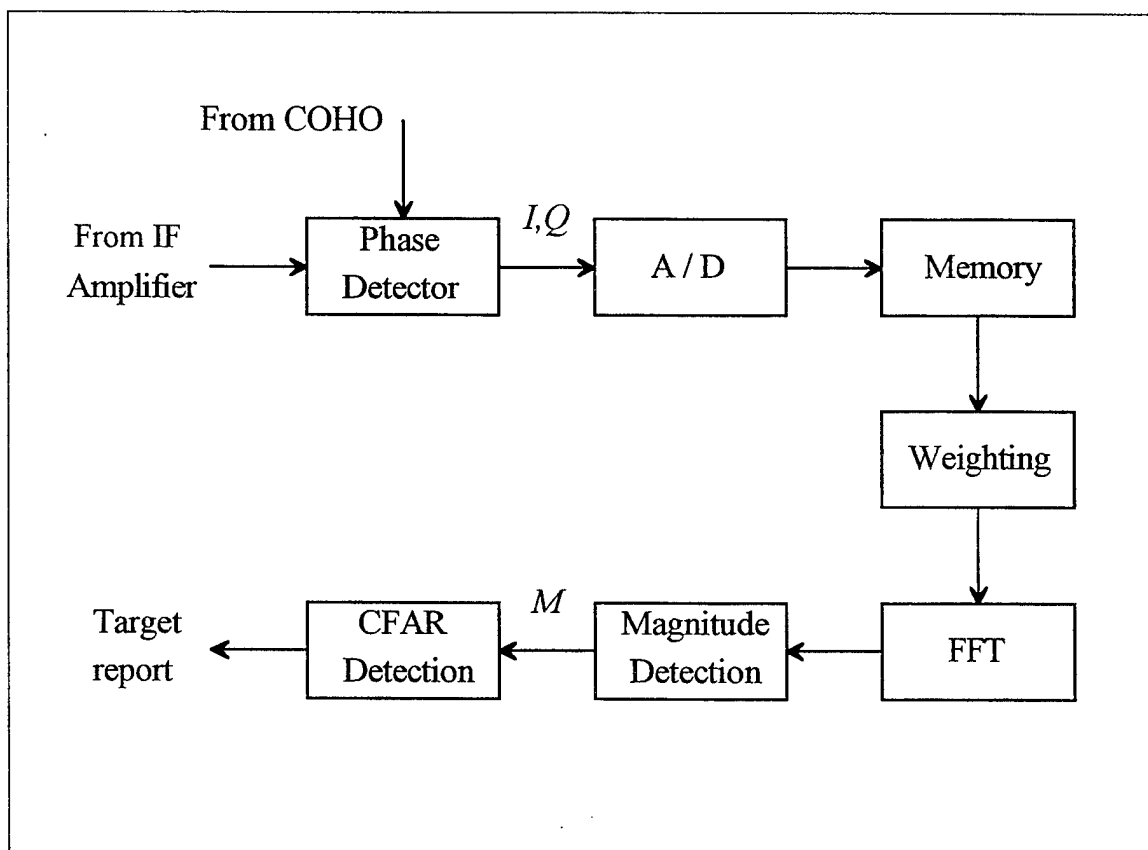 From COHO
From IF
Amplifier
Phase
Detector
I,Q
A / D
Memory
Weighting
FFT
Magnitude
Detection
M
CFAR
Detection
Target
report